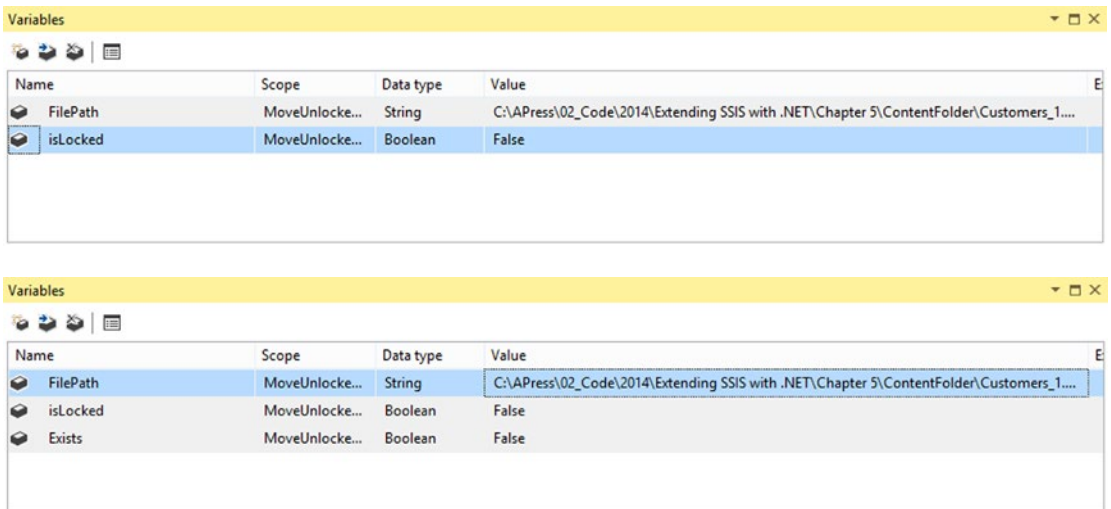 Variables
Name Scope Data type Value E
FilePath MoveUnlocke... String C:\APress\02_Code\2014\Extending SSIS with .NET\Chapter 5\ContentFolder\Customers_1....
isLocked MoveUnlocke... Boolean False
Variables
Name Scope Data type Value E
FilePath MoveUnlocke... String C:\APress\02_Code\2014\Extending SSIS with .NET\Chapter 5\ContentFolder\Customers_1....
isLocked MoveUnlocke... Boolean False
Exists MoveUnlocke... Boolean False